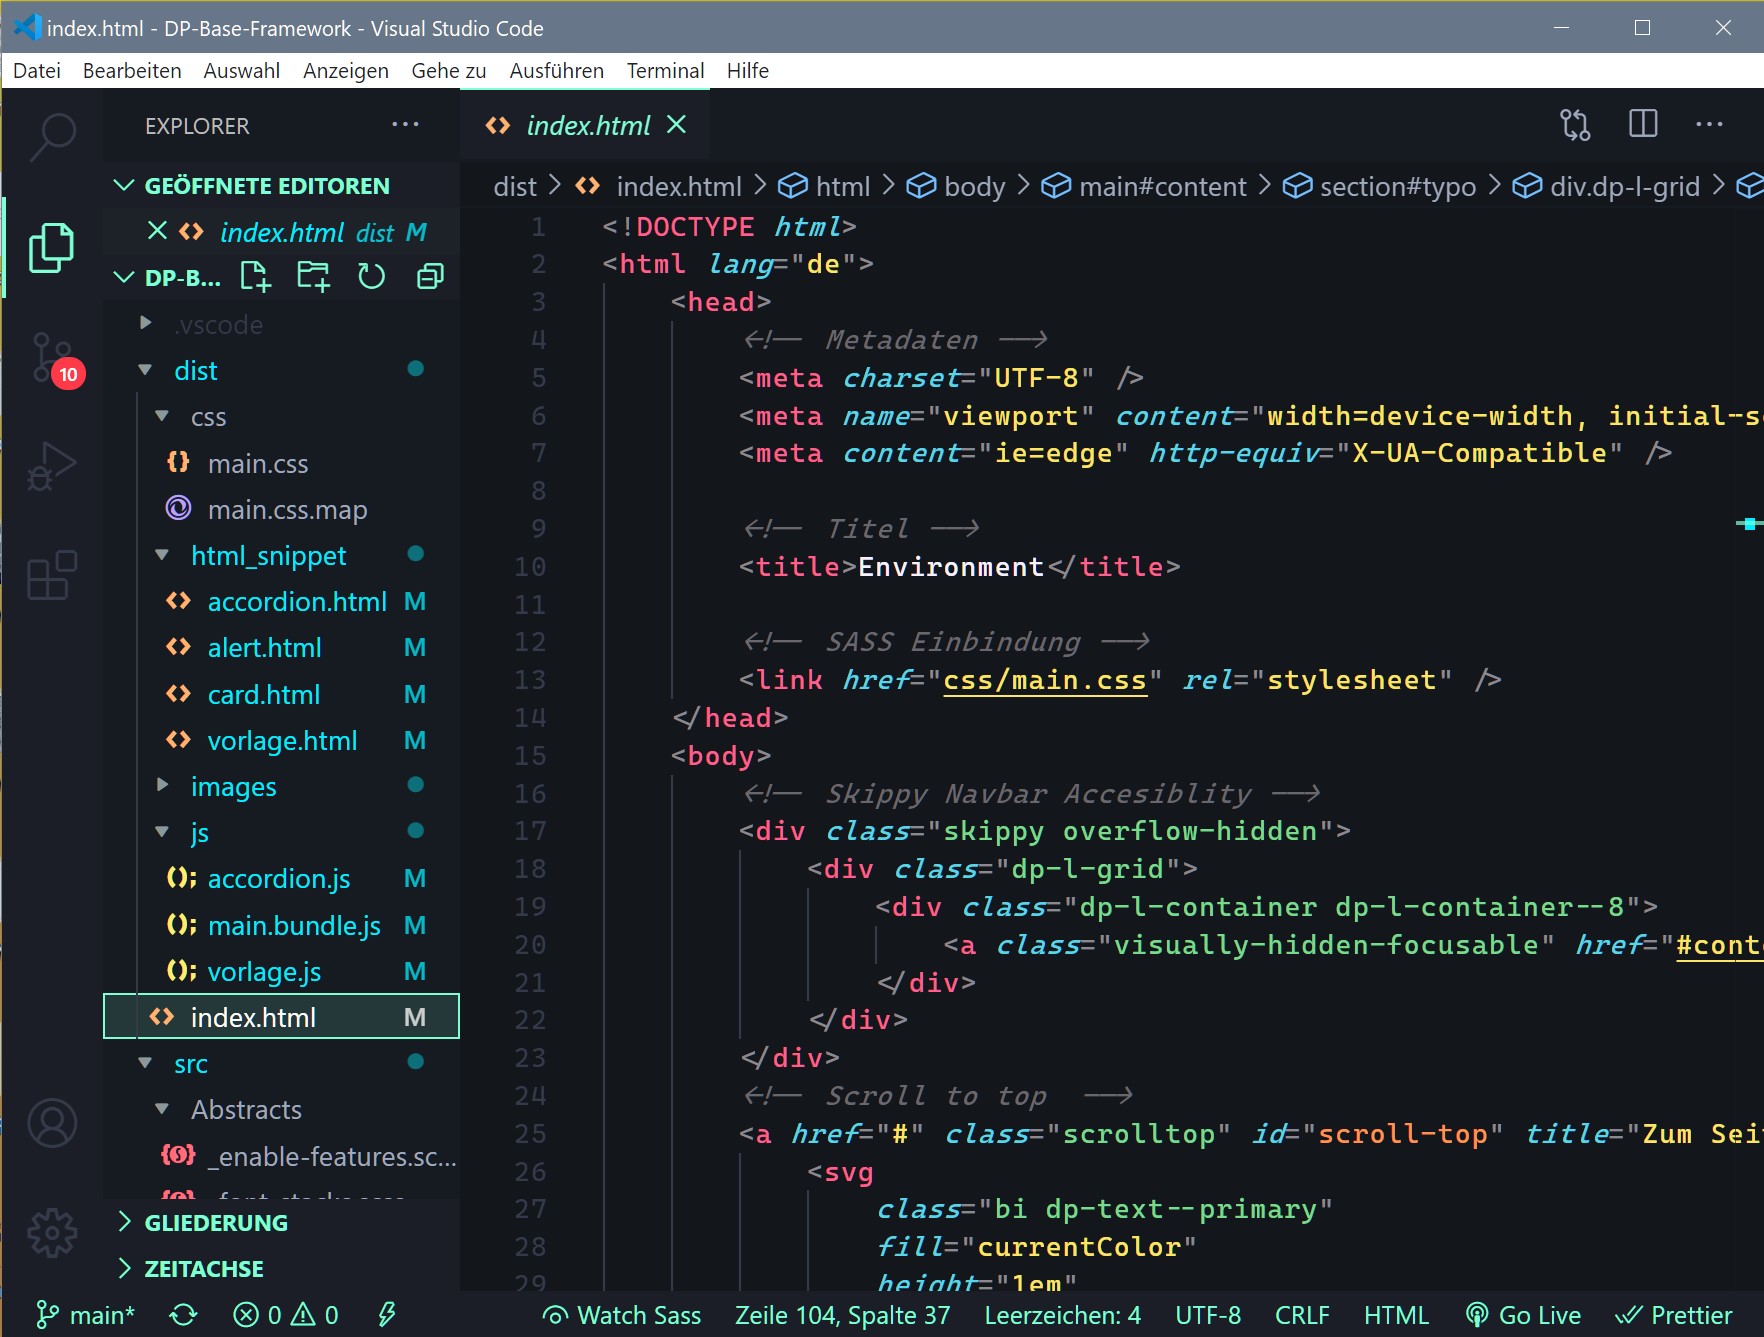 index.html - DP-Base-Framework - Visual Studio Code
Datei Bearbeiten Auswahl Anzeigen Gehe zu Ausführen Terminal Hilfe
EXPLORER
GEÖFFNETE EDITOREN
index.html dist M
DP-B...
.vscode
dist
css
main.css
main.css.map
html_snippet
accordion.html M
alert.html M
card.html M
vorlage.html M
images
js
accordion.js M
main.bundle.js M
vorlage.js M
index.html M
src
Abstracts
_enable-features.sc...
GLIEDERUNG
ZEITACHSE
10
index.html
dist > index.html > html > body > main#content > section#typo > div.dp-l-grid >
1 <!DOCTYPE html>
2 <html lang="de">
3 <head>
4 <!-- Metadaten -->
5 <meta charset="UTF-8" />
6 <meta name="viewport" content="width=device-width, initial-s
7 <meta content="ie=edge" http-equiv="X-UA-Compatible" />
8
9 <!-- Titel -->
10 <title>Environment</title>
11
12 <!-- SASS Einbindung -->
13 <link href="css/main.css" rel="stylesheet" />
14 </head>
15 <body>
16 <!-- Skippy Navbar Accesiblity -->
17 <div class="skippy overflow-hidden">
18 <div class="dp-l-grid">
19 <div class="dp-l-container dp-l-container--8">
20 <a class="visually-hidden-focusable" href="#cont
21 </div>
22 </div>
23 </div>
24 <!-- Scroll to top -->
25 <a href="#" class="scrolltop" id="scroll-top" title="Zum Sei
26 <svg
27 class="bi dp-text--primary"
28 fill="currentColor"
29 height="1em"
main* 0 0 Watch Sass Zeile 104, Spalte 37 Leerzeichen: 4 UTF-8 CRLF HTML Go Live Prettier